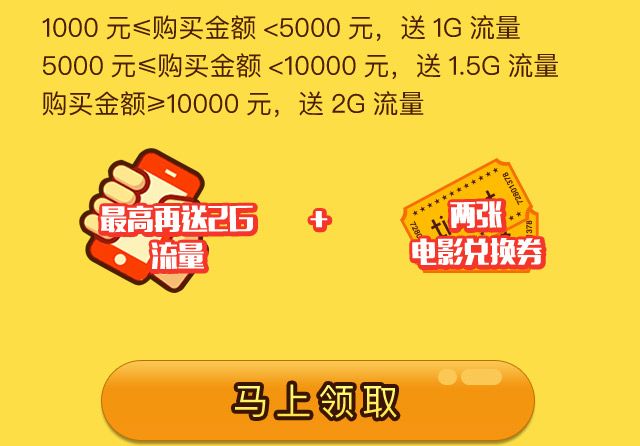 1000 元≤购买金额 <5000 元，送 1G 流量
5000 元≤购买金额 <10000 元，送 1.5G 流量
购买金额≥10000 元，送 2G 流量
最高再送2G
流量
+
两张
电影兑换券
72801378
马上领取